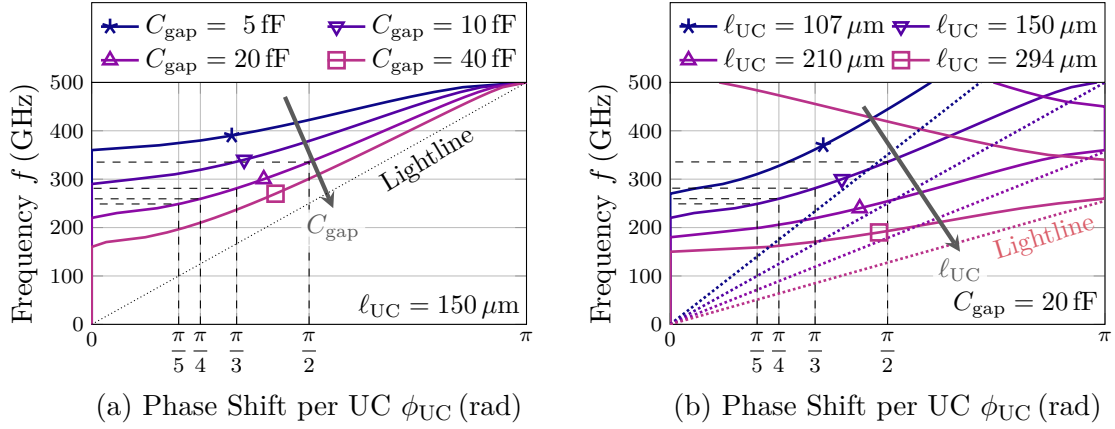 C_gap = 5 fF
C_gap = 10 fF
C_gap = 20 fF
C_gap = 40 fF
Frequency f (GHz)
500
400
300
200
100
0
Lightline
C_gap
ℓ_UC = 150 μm
0
π/5
π/4
π/3
π/2
π
(a) Phase Shift per UC ϕ_UC (rad)
ℓ_UC = 107 μm
ℓ_UC = 150 μm
ℓ_UC = 210 μm
ℓ_UC = 294 μm
Frequency f (GHz)
500
400
300
200
100
0
Lightline
ℓ_UC
C_gap = 20 fF
0
π/5
π/4
π/3
π/2
π
(b) Phase Shift per UC ϕ_UC (rad)